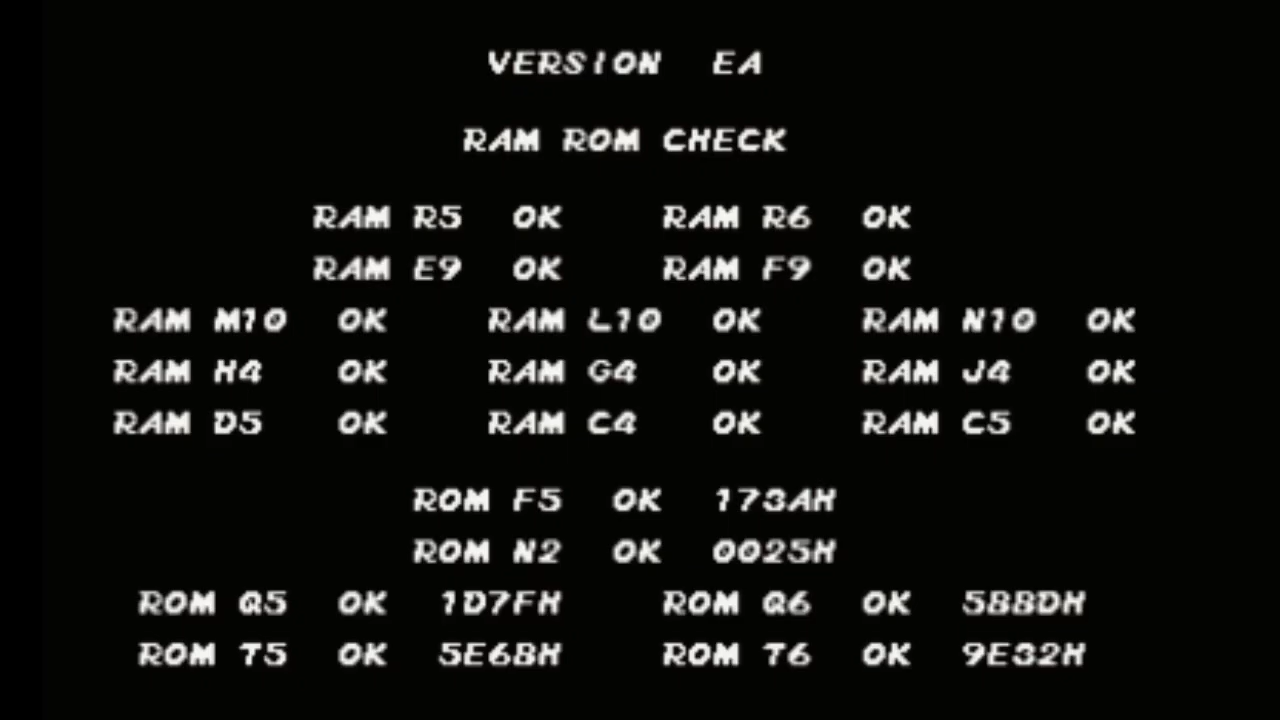 VERSION EA
RAM ROM CHECK
RAM R5 OK RAM R6 OK
RAM E9 OK RAM F9 OK
RAM M10 OK RAM L10 OK RAM N10 OK
RAM H4 OK RAM G4 OK RAM J4 OK
RAM D5 OK RAM C4 OK RAM C5 OK
ROM F5 OK 173AH
ROM N2 OK 0025H
ROM Q5 OK 1D7FH ROM Q6 OK
ROM T5 OK 5E6BH ROM T6 OK 9E32H